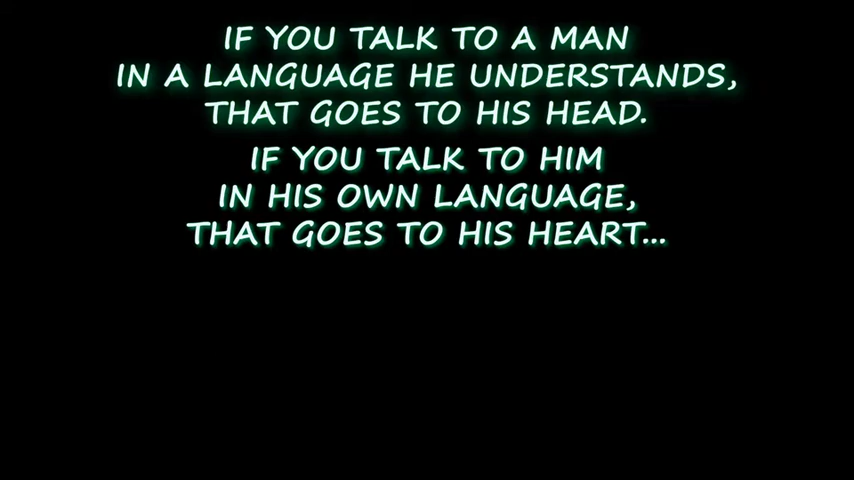 IF YOU TALK TO A MAN
IN A LANGUAGE HE UNDERSTANDS,
THAT GOES TO HIS HEAD.
IF YOU TALK TO HIM
IN HIS OWN LANGUAGE,
THAT GOES TO HIS HEART...